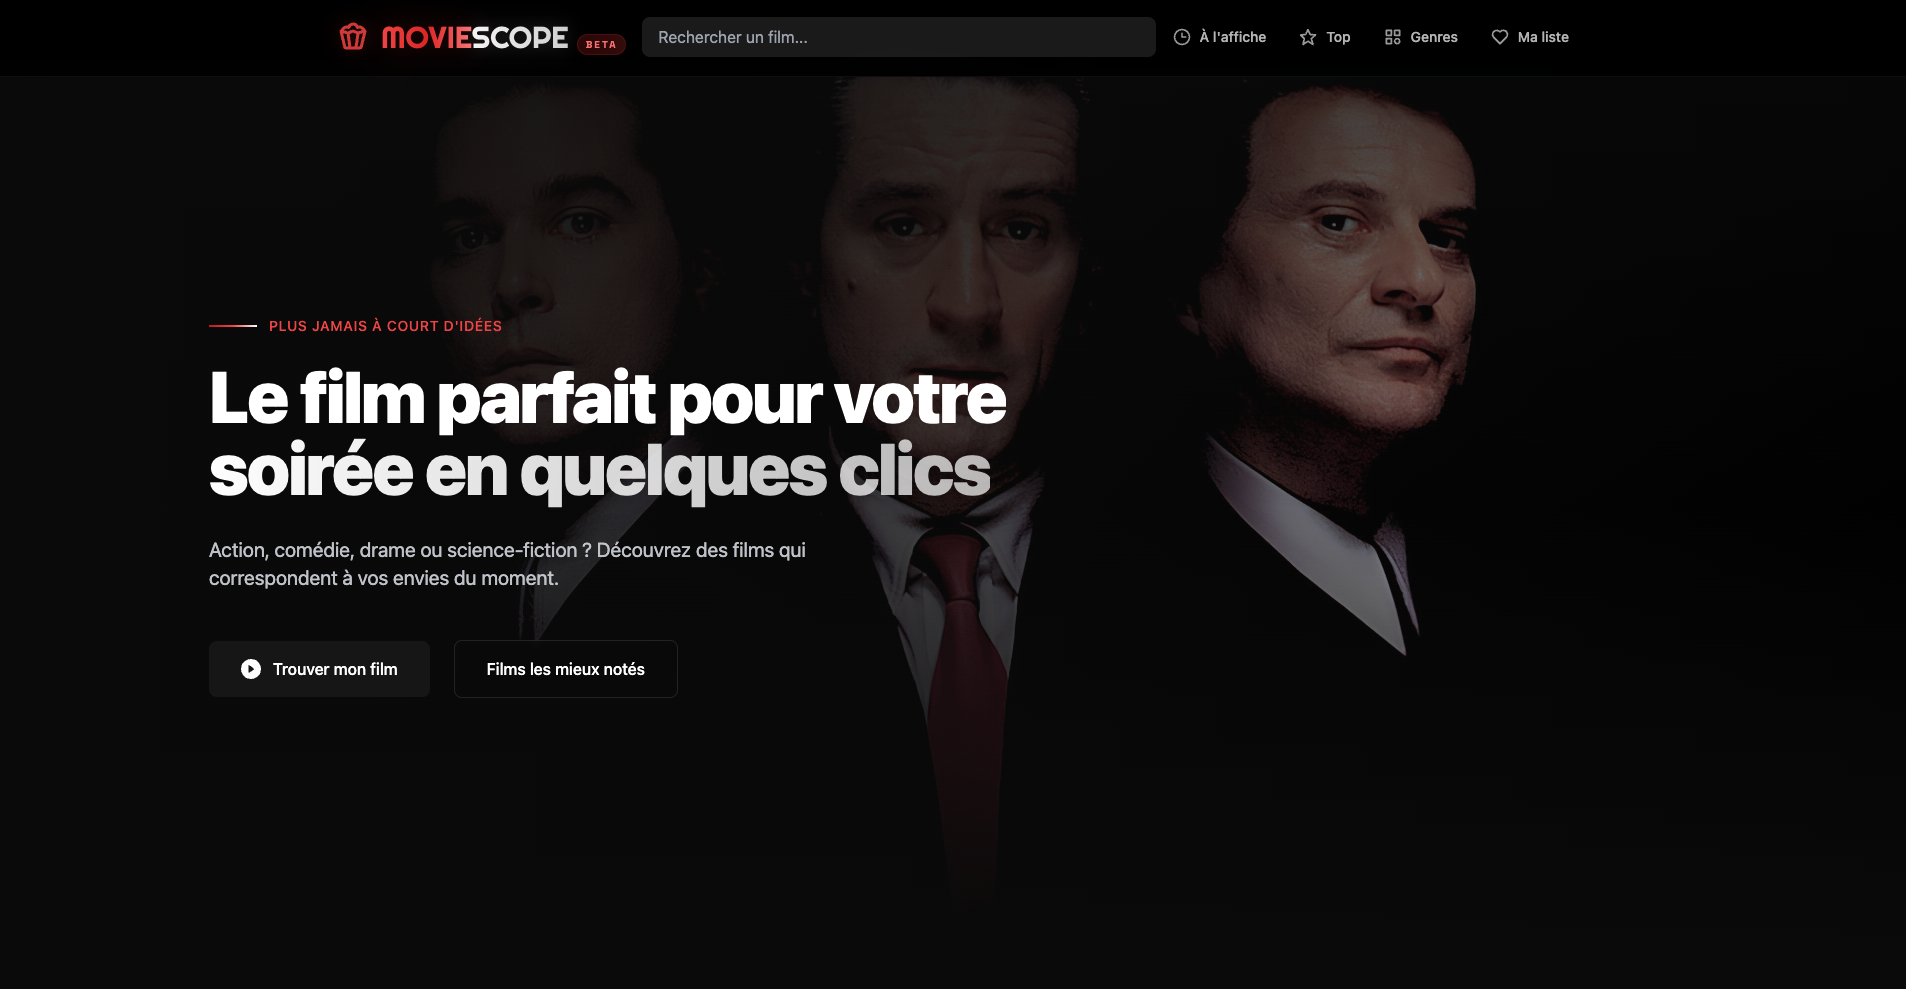 MOVIESCOPE BETA
Rechercher un film...
À l'affiche
Top
Genres
Ma liste
PLUS JAMAIS À COURT D'IDÉES
Le film parfait pour votre
soirée en quelques clics
Action, comédie, drame ou science-fiction ? Découvrez des films qui
correspondent à vos envies du moment.
Trouver mon film
Films les mieux notés